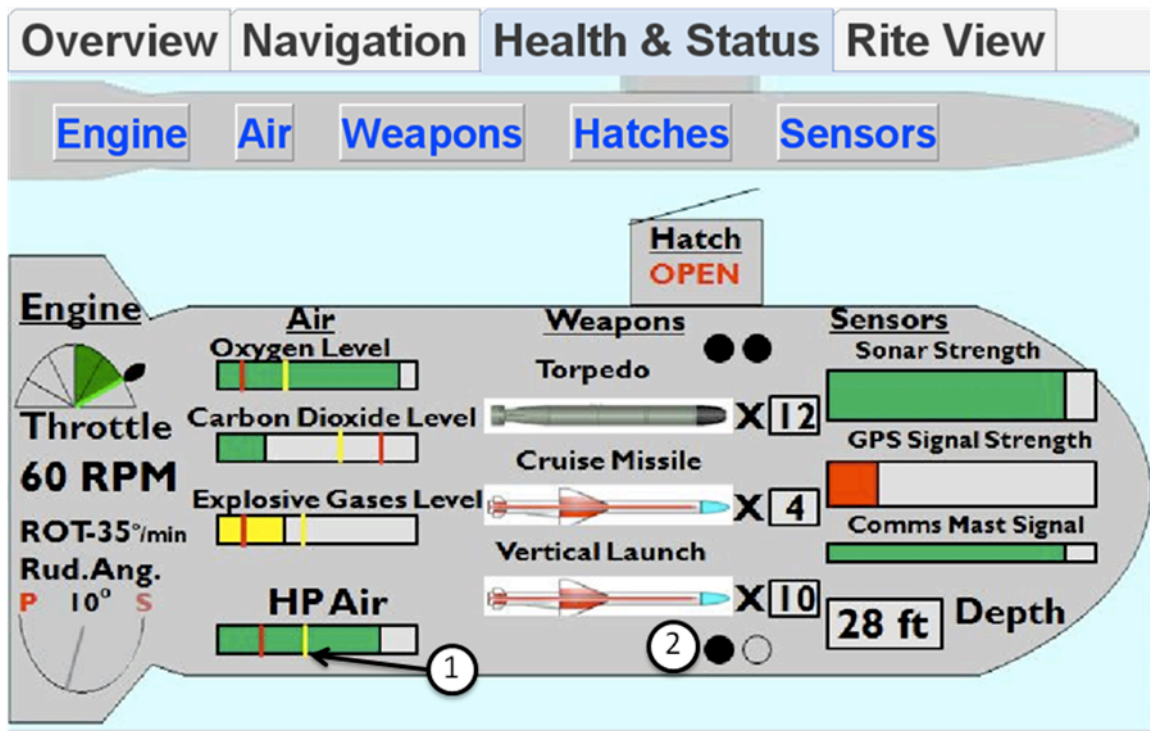 Overview Navigation Health & Status Rite View
Engine Air Weapons Hatches Sensors
Hatch
OPEN
Engine
Throttle
60 RPM
ROT-35°/min
Rud.Ang.
P 10° S
Air
Oxygen Level
Carbon Dioxide Level
Explosive Gases Level
HP Air
1
Weapons
Torpedo
X 12
Cruise Missile
X 4
Vertical Launch
X 10
2
Sensors
Sonar Strength
GPS Signal Strength
Comms Mast Signal
28 ft Depth